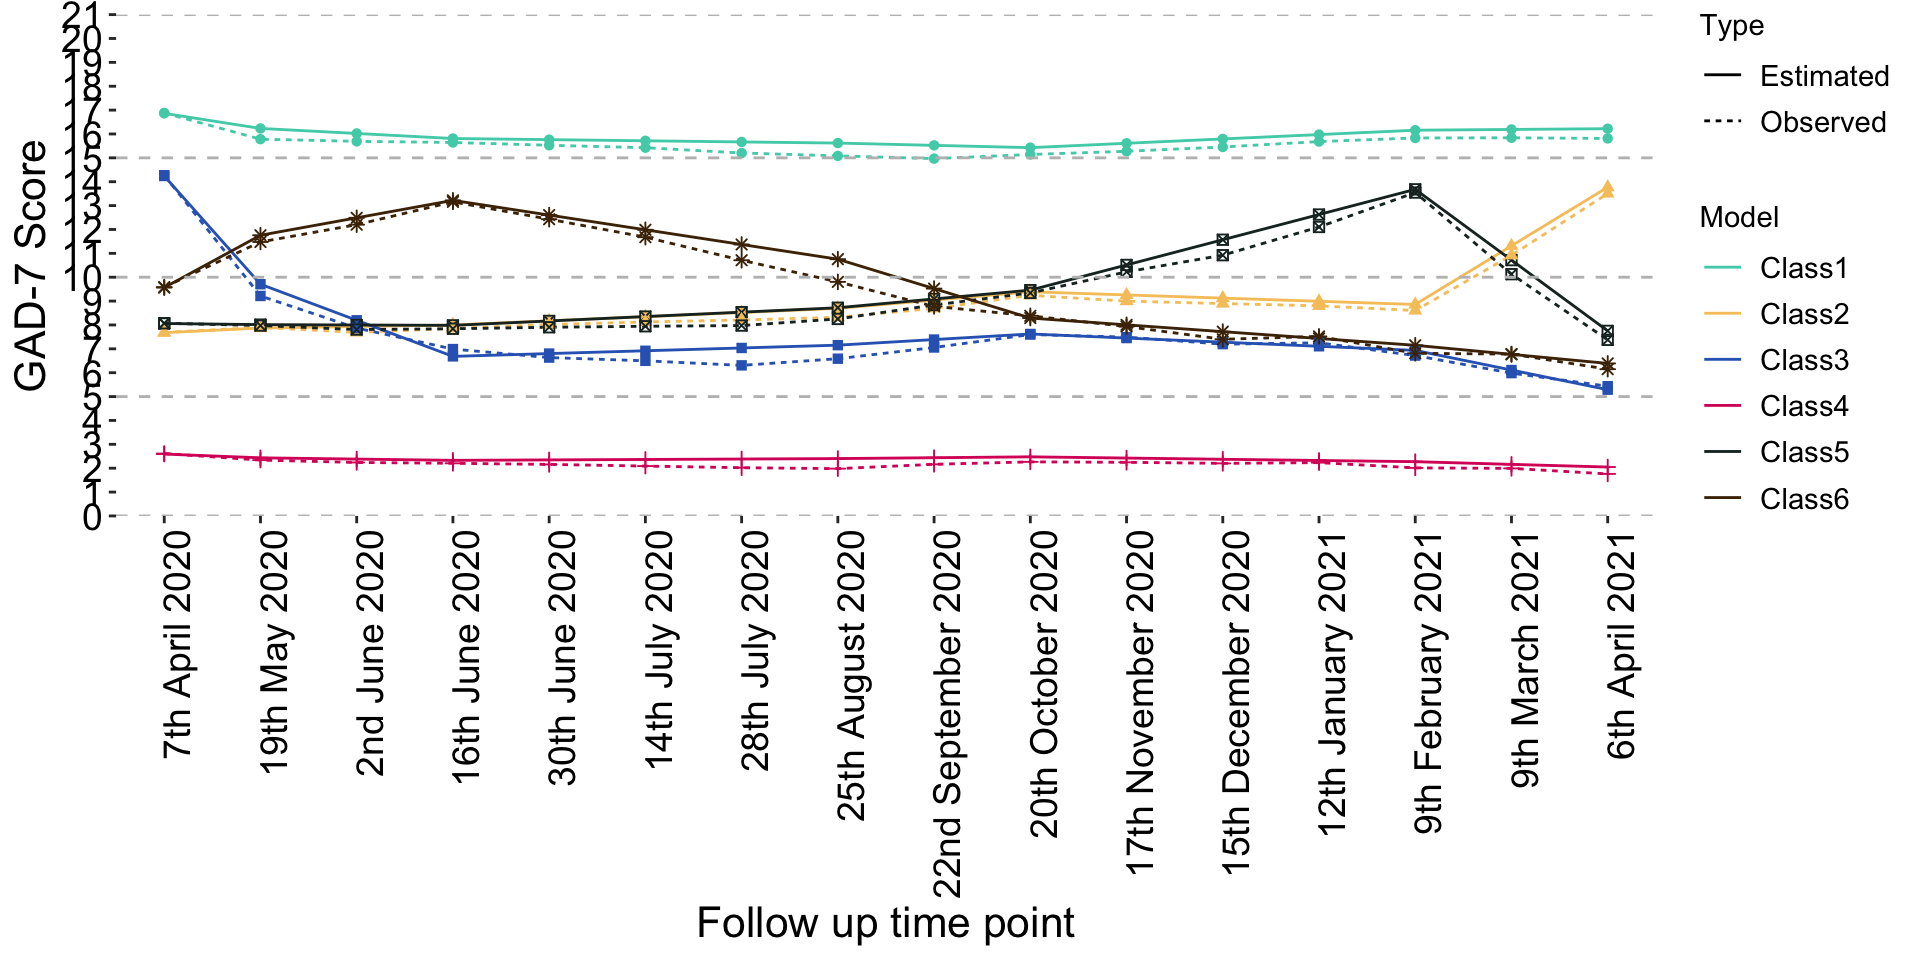 21
20
19
18
17
16
15
14
13
12
11
10
9
8
7
6
5
4
3
2
1
0
GAD-7 Score
7th April 2020
19th May 2020
2nd June 2020
16th June 2020
30th June 2020
14th July 2020
28th July 2020
25th August 2020
22nd September 2020
20th October 2020
17th November 2020
15th December 2020
12th January 2021
9th February 2021
9th March 2021
6th April 2021
Follow up time point
Type
Estimated
Observed
Model
Class1
Class2
Class3
Class4
Class5
Class6